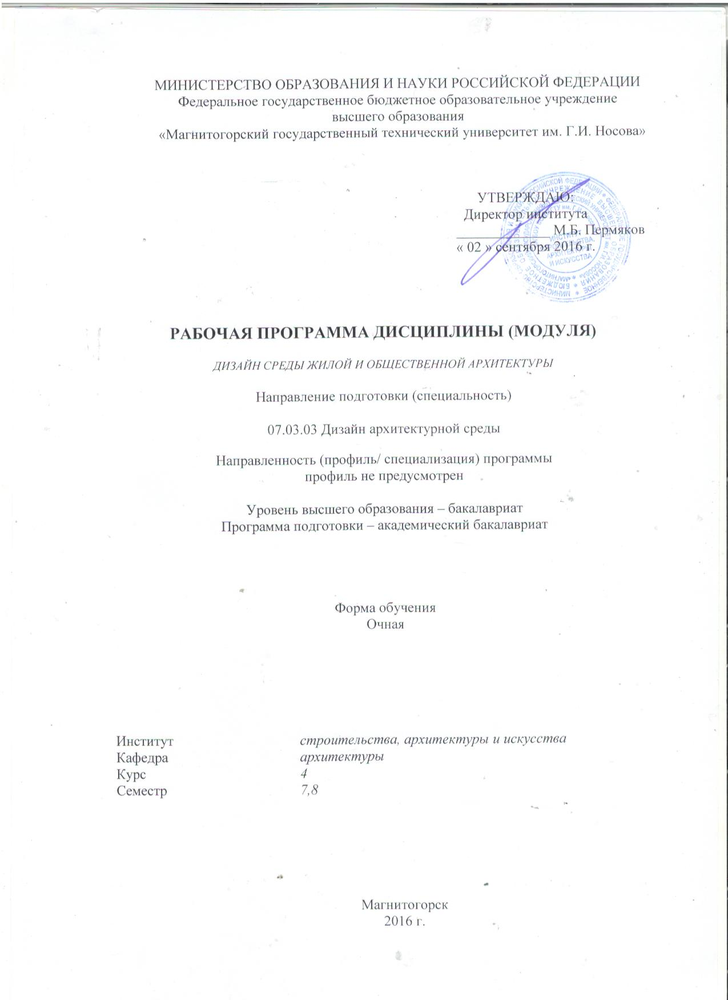 МИНИСТЕРСТВО ОБРАЗОВАНИЯ И НАУКИ РОССИЙСКОЙ ФЕДЕРАЦИИ
Федеральное государственное бюджетное образовательное учреждение
высшего образования
«Магнитогорский государственный технический университет им. Г.И. Носова»
УТВЕРЖДАЮ:
Директор института
М.Б. Пермяков
« 02 » сентября 2016 г.
АРХИТЕКТУРЫ
И ИСКУССТВА
РАБОЧАЯ ПРОГРАММА ДИСЦИПЛИНЫ (МОДУЛЯ)
ДИЗАЙН СРЕДЫ ЖИЛОЙ И ОБЩЕСТВЕННОЙ АРХИТЕКТУРЫ
Направление подготовки (специальность)
07.03.03 Дизайн архитектурной среды
Направленность (профиль/ специализация) программы
профиль не предусмотрен
Уровень высшего образования – бакалавриат
Программа подготовки – академический бакалавриат
Форма обучения
Очная
Институт строительства, архитектуры и искусства
Кафедра архитектуры
Курс 4
Семестр 7,8
Магнитогорск
2016 г.